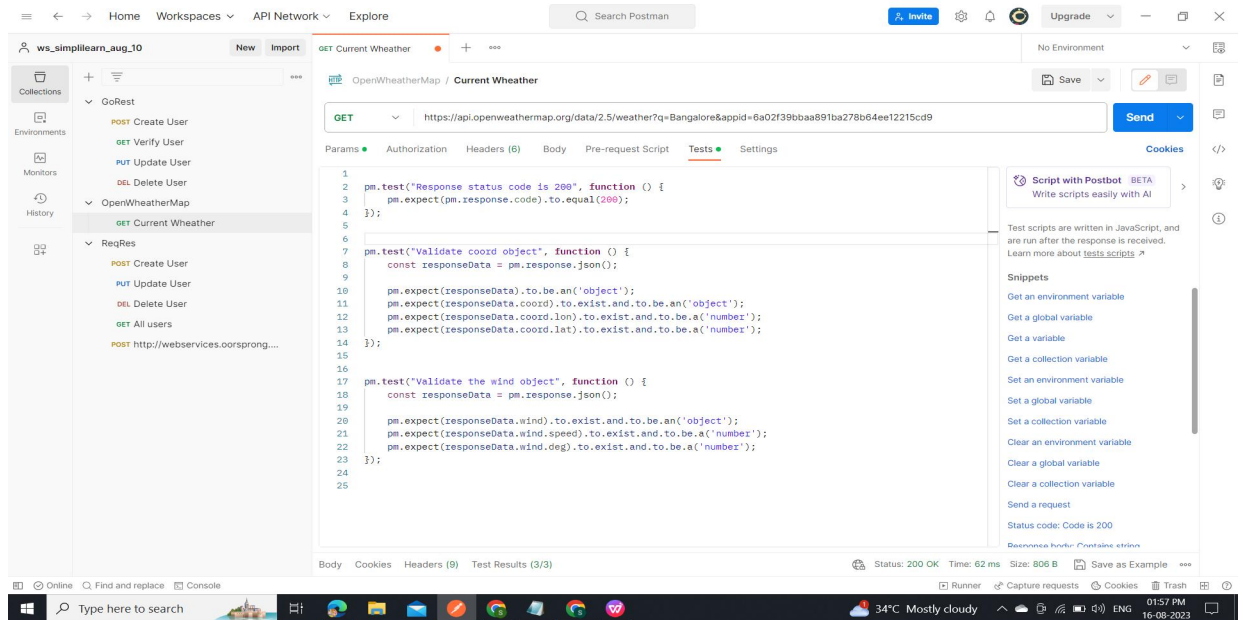 Home Workspaces API Network Explore Search Postman Invite Upgrade
ws_simplilearn_aug_10 New Import GET Current Wheather No Environment
Collections
Environments
Monitors
History
GoRest
POST Create User
GET Verify User
PUT Update User
DEL Delete User
OpenWheatherMap
GET Current Wheather
ReqRes
POST Create User
PUT Update User
DEL Delete User
GET All users
POST http://webservices.oorsprong....
HTTP OpenWheatherMap / Current Wheather Save
GET https://api.openweathermap.org/data/2.5/weather?q=Bangalore&appid=6a02f39bbaa891ba278b64ee12215cd9 Send
Params Authorization Headers (6) Body Pre-request Script Tests Settings Cookies
1
2 pm.test("Response status code is 200", function () {
3 pm.expect(pm.response.code).to.equal(200);
4 });
5
6
7 pm.test("Validate coord object", function () {
8 const responseData = pm.response.json();
9
10 pm.expect(responseData).to.be.an('object');
11 pm.expect(responseData.coord).to.exist.and.to.be.an('object');
12 pm.expect(responseData.coord.lon).to.exist.and.to.be.a('number');
13 pm.expect(responseData.coord.lat).to.exist.and.to.be.a('number');
14 });
15
16
17 pm.test("Validate the wind object", function () {
18 const responseData = pm.response.json();
19
20 pm.expect(responseData.wind).to.exist.and.to.be.an('object');
21 pm.expect(responseData.wind.speed).to.exist.and.to.be.a('number');
22 pm.expect(responseData.wind.deg).to.exist.and.to.be.a('number');
23 });
24
25
Script with Postbot BETA
Write scripts easily with AI
Test scripts are written in JavaScript, and
are run after the response is received.
Learn more about tests scripts
Snippets
Get an environment variable
Get a global variable
Get a variable
Get a collection variable
Set an environment variable
Set a global variable
Set a collection variable
Clear an environment variable
Clear a global variable
Clear a collection variable
Send a request
Status code: Code is 200
Response body: Contains string
Body Cookies Headers (9) Test Results (3/3) Status: 200 OK Time: 62 ms Size: 806 B Save as Example
Online Find and replace Console Runner Capture requests Cookies Trash
Type here to search 34°C Mostly cloudy ENG 01:57 PM
16-08-2023